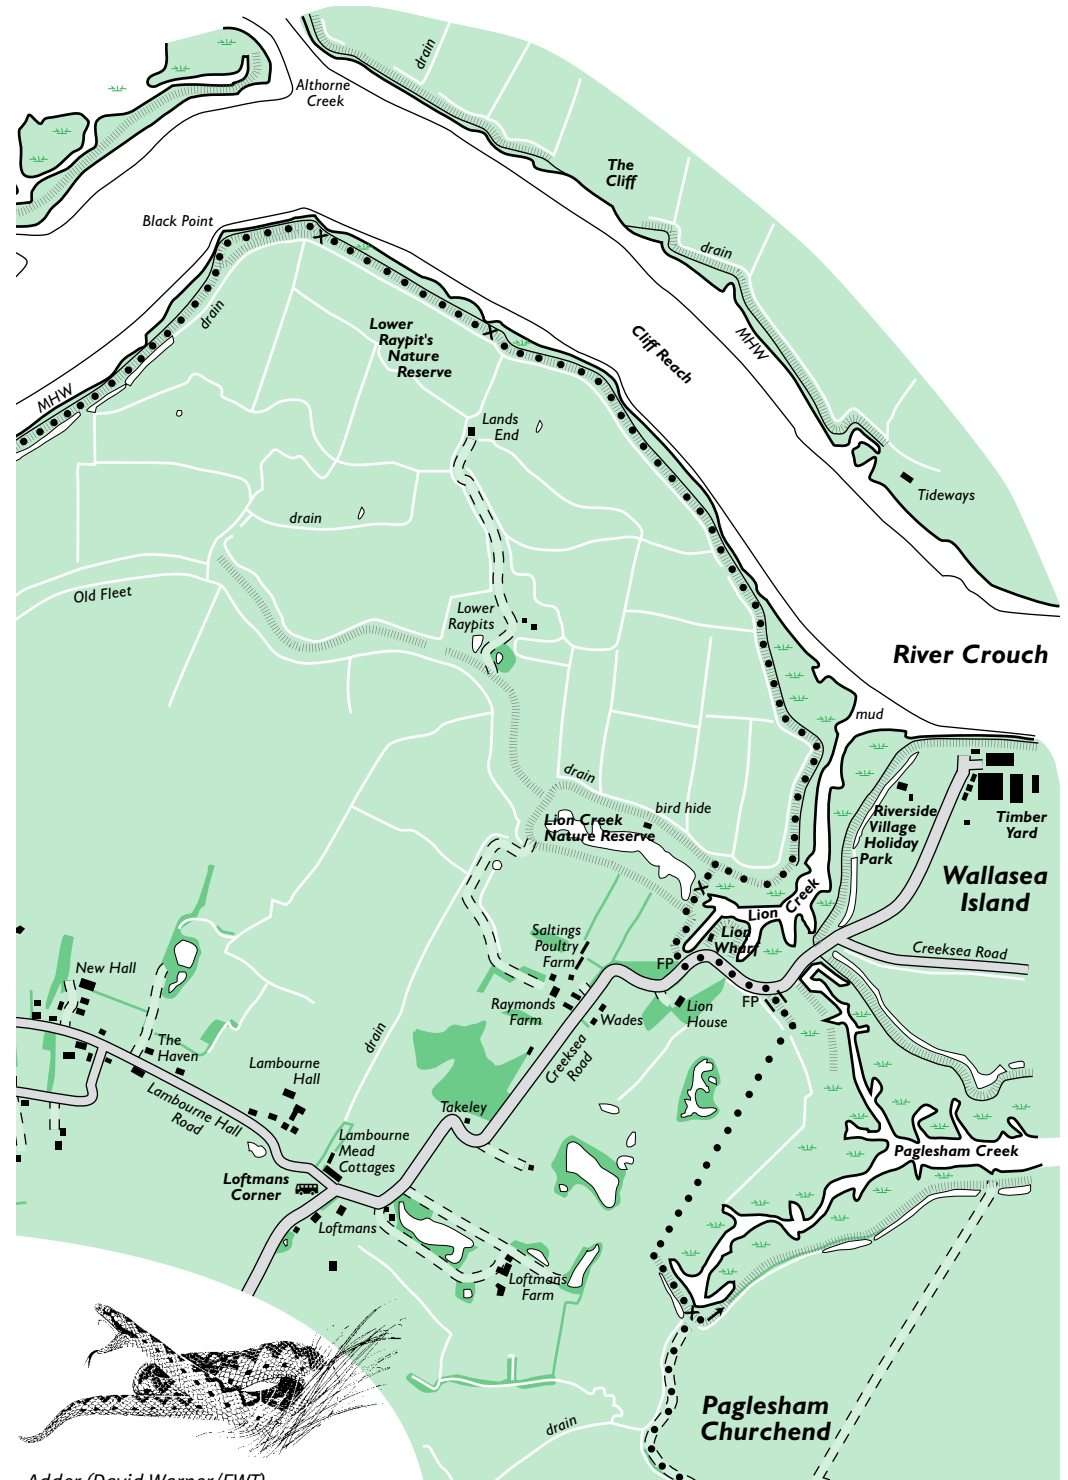 drain
Althorne
Creek
The
Cliff
Black Point
drain
drain
Lower
Raypit's
Nature
Reserve
Cliff Reach
MHW
MHW
Lands
End
Tideways
drain
Old Fleet
Lower
Raypits
River Crouch
mud
drain
bird hide
Lion Creek
Nature Reserve
Riverside
Village
Holiday
Park
Timber
Yard
Wallasea
Island
Lion Creek
Lion
Wharf
Saltings
Poultry
Farm
FP
Creeksea Road
New Hall
Raymonds
Farm
Wades
Lion
House
FP
The
Haven
drain
Creeksea
Road
Lambourne
Hall
Lambourne Hall
Road
Takeley
Lambourne
Mead
Cottages
Paglesham Creek
Loftmans
Corner
Loftmans
Loftmans
Farm
Paglesham
Churchend
drain
Adder (David Warner/EWT)